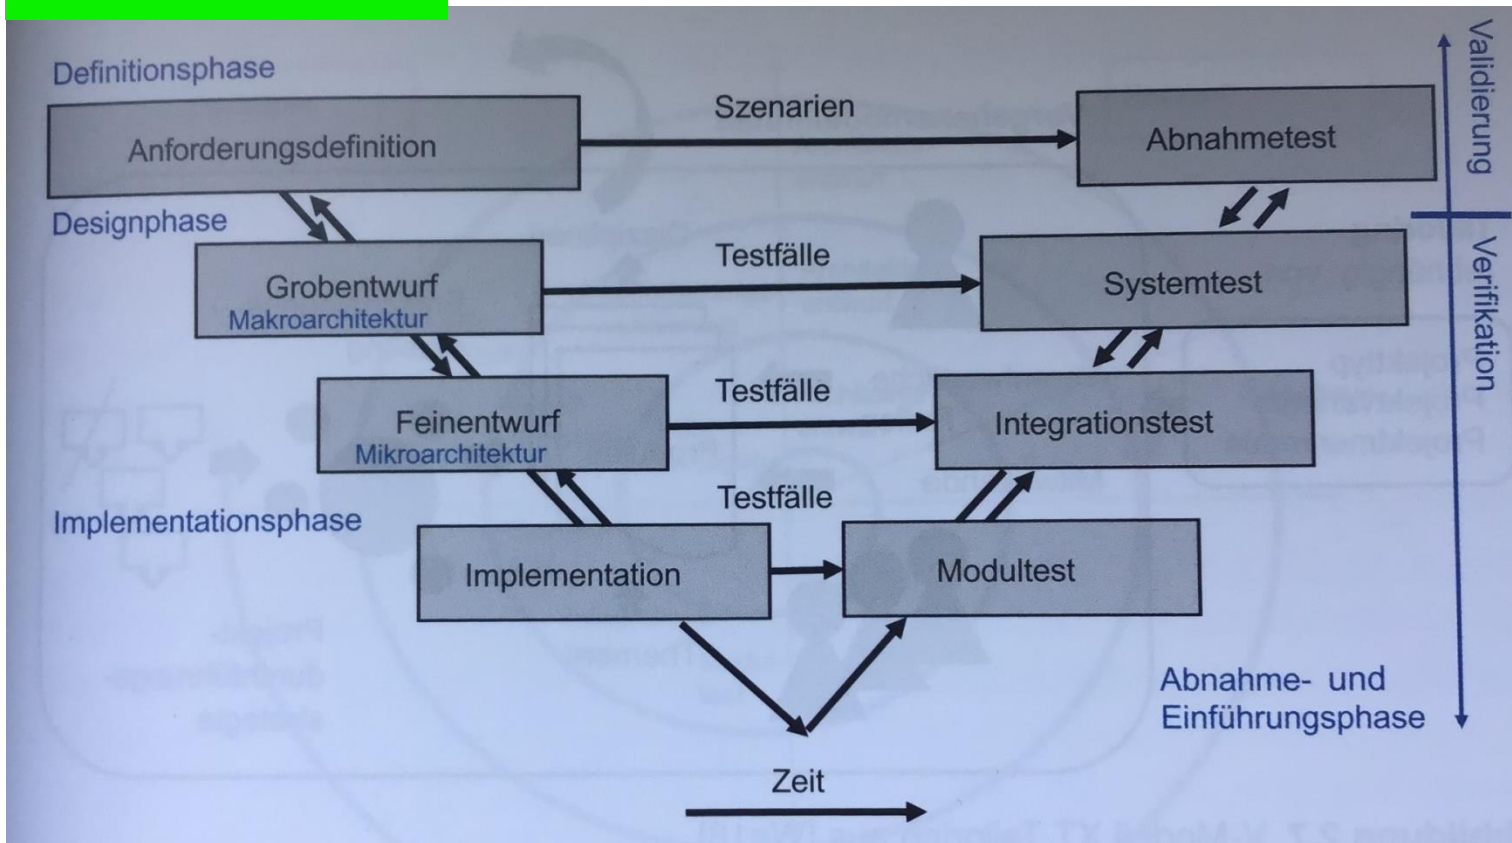 Definitionsphase
Anforderungsdefinition
Szenarien
Abnahmetest
Validierung
Designphase
Grobentwurf
Makroarchitektur
Testfälle
Systemtest
Verifikation
Feinentwurf
Mikroarchitektur
Testfälle
Integrationstest
Implementationsphase
Testfälle
Implementation
Modultest
Abnahme- und
Einführungsphase
Zeit